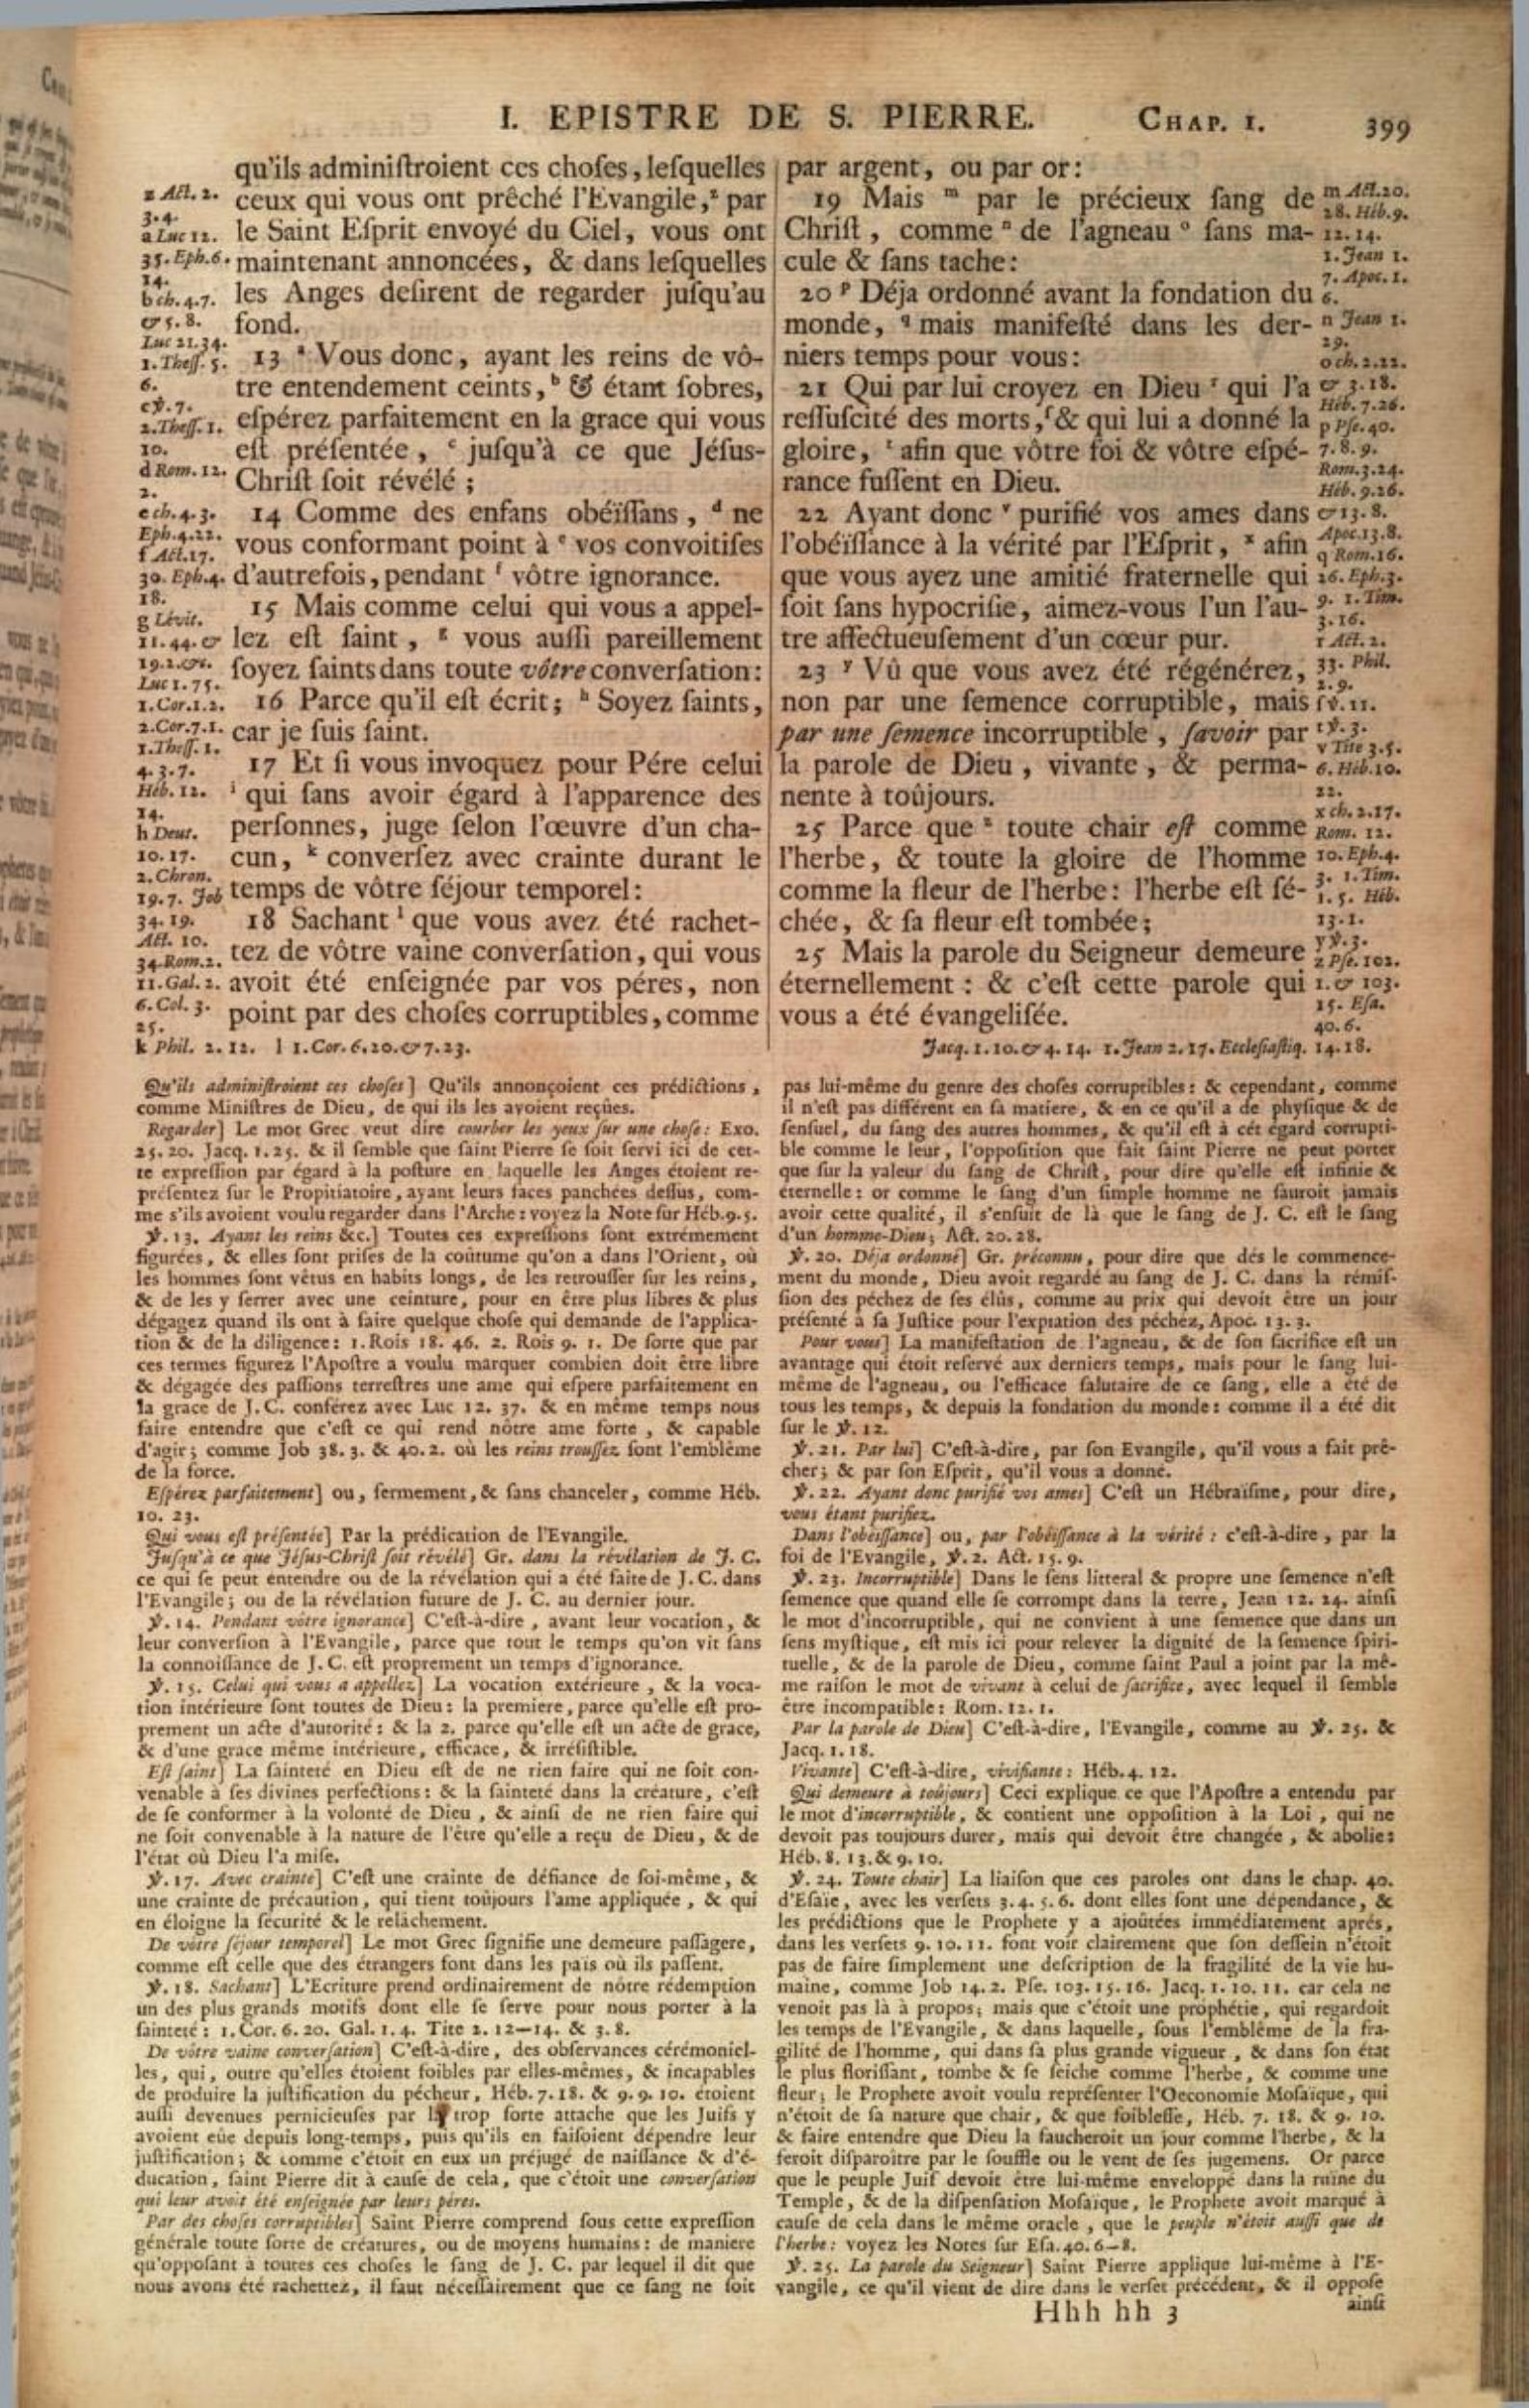 I. EPISTRE DE S. PIERRE. CHAP. I. 399
z Act. 2.
3.4.
a Luc 12.
35. Eph.6.
14.
b ch. 4.7.
& 5. 8.
Luc 21.34.
1. Theſſ. 5.
6.
c ℣. 7.
2. Theſſ. 1.
10.
d Rom. 12.
2.
e ch. 4. 3.
Eph. 4.22.
f Act. 17.
30. Eph.4.
18.
g Lévit.
11. 44. &
19.2.&c.
Luc 1. 75.
1. Cor. 1. 2.
2. Cor. 7. 1.
1. Theſſ. 1.
4. 3. 7.
Héb. 12.
14.
h Deut.
10. 17.
2. Chron.
19. 7. Job
34. 19.
Act. 10.
34. Rom. 2.
11. Gal. 2.
6. Col. 3.
25.
k Phil. 2. 12. l 1. Cor. 6. 20. & 7. 23.
qu'ils adminiſtroient ces choſes, leſquelles
ceux qui vous ont prêché l'Evangile, z par
le Saint Eſprit envoyé du Ciel, vous ont
maintenant annoncées, & dans leſquelles
les Anges deſirent de regarder juſqu'au
fond.
13 a Vous donc, ayant les reins de vô-
tre entendement ceints, b & étant ſobres,
eſpérez parfaitement en la grace qui vous
eſt préſentée, c juſqu'à ce que Jéſus-
Chriſt ſoit révélé ;
14 Comme des enfans obéïſſans, d ne
vous conformant point à e vos convoitiſes
d'autrefois, pendant f vôtre ignorance.
15 Mais comme celui qui vous a appel-
lez eſt ſaint, g vous auſſi pareillement
ſoyez ſaints dans toute vôtre converſation :
16 Parce qu'il eſt écrit ; h Soyez ſaints,
car je ſuis ſaint.
17 Et ſi vous invoquez pour Pére celui
i qui ſans avoir égard à l'apparence des
perſonnes, juge ſelon l'œuvre d'un cha-
cun, k converſez avec crainte durant le
temps de vôtre ſéjour temporel :
18 Sachant l que vous avez été rachet-
tez de vôtre vaine converſation, qui vous
avoit été enſeignée par vos péres, non
point par des choſes corruptibles, comme
par argent, ou par or :
19 Mais m par le précieux ſang de
Chriſt, comme n de l'agneau o ſans ma-
cule & ſans tache :
20 p Déja ordonné avant la fondation du
monde, q mais manifeſté dans les der-
niers temps pour vous :
21 Qui par lui croyez en Dieu r qui l'a
reſſuſcité des morts, ſ & qui lui a donné la
gloire, t afin que vôtre foi & vôtre eſpé-
rance fuſſent en Dieu.
22 Ayant donc v purifié vos ames dans
l'obéïſſance à la vérité par l'Eſprit, x afin
que vous ayez une amitié fraternelle qui
ſoit ſans hypocriſie, aimez-vous l'un l'au-
tre affectueuſement d'un cœur pur.
23 y Vû que vous avez été régénérez,
non par une ſemence corruptible, mais
par une ſemence incorruptible, ſavoir par
la parole de Dieu, vivante, & perma-
nente à toûjours.
25 Parce que z toute chair eſt comme
l'herbe, & toute la gloire de l'homme
comme la fleur de l'herbe : l'herbe eſt ſé-
chée, & ſa fleur eſt tombée ;
25 Mais la parole du Seigneur demeure
éternellement : & c'eſt cette parole qui
vous a été évangeliſée.
m Act. 20.
28. Héb. 9.
12. 14.
1. Jean 1.
7. Apoc. 1.
6.
n Jean 1.
29.
o ch. 2. 22.
& 3. 18.
Héb. 7. 26.
p Pſe. 40.
7. 8. 9.
Rom. 3. 24.
Héb. 9. 26.
& 13. 8.
Apoc. 13. 8.
q Rom. 16.
26. Eph. 3.
9. 1. Tim.
3. 16.
r Act. 2.
33. Phil.
2. 9.
ſ ℣. 11.
t ℣. 3.
v Tite 3. 5.
6. Héb. 10.
22.
x ch. 2. 17.
Rom. 12.
10. Eph. 4.
3. 1. Tim.
1. 5. Héb.
13. 1.
y ℣. 3.
z Pſe. 102.
1. & 103.
15. Eſa.
40. 6.
Jacq. 1. 10. & 4. 14. 1. Jean 2. 17. Eccleſiaſtiq. 14. 18.
Qu'ils adminiſtroient ces choſes] Qu'ils annonçoient ces prédictions,
comme Miniſtres de Dieu, de qui ils les avoient reçûes.
Regarder] Le mot Grec veut dire courber les yeux ſur une choſe : Exo.
25. 20. Jacq. 1. 25. & il ſemble que ſaint Pierre ſe ſoit ſervi ici de cet-
te expreſſion par égard à la poſture en laquelle les Anges étoient re-
préſentez ſur le Propitiatoire, ayant leurs faces panchées deſſus, com-
me s'ils avoient voulu regarder dans l'Arche : voyez la Note ſur Héb. 9. 5.
℣. 13. Ayant les reins &c.] Toutes ces expreſſions ſont extrémement
figurées, & elles ſont priſes de la coûtume qu'on a dans l'Orient, où
les hommes ſont vêtus en habits longs, de les retrouſſer ſur les reins,
& de les y ſerrer avec une ceinture, pour en être plus libres & plus
dégagez quand ils ont à faire quelque choſe qui demande de l'applica-
tion & de la diligence : 1. Rois 18. 46. 2. Rois 9. 1. De ſorte que par
ces termes figurez l'Apoſtre a voulu marquer combien doit être libre
& dégagée des paſſions terreſtres une ame qui eſpere parfaitement en
la grace de J. C. conférez avec Luc 12. 37. & en même temps nous
faire entendre que c'eſt ce qui rend nôtre ame forte, & capable
d'agir ; comme Job 38. 3. & 40. 2. où les reins trouſſez ſont l'emblême
de la force.
Eſpérez parfaitement] ou, fermement, & ſans chanceler, comme Héb.
10. 23.
Qui vous eſt préſentée] Par la prédication de l'Evangile.
Juſqu'à ce que Jéſus-Chriſt ſoit révélé] Gr. dans la révélation de J. C.
ce qui ſe peut entendre ou de la révélation qui a été faite de J. C. dans
l'Evangile ; ou de la révélation future de J. C. au dernier jour.
℣. 14. Pendant vôtre ignorance] C'eſt-à-dire, avant leur vocation, &
leur converſion à l'Evangile, parce que tout le temps qu'on vit ſans
la connoiſſance de J. C. eſt proprement un temps d'ignorance.
℣. 15. Celui qui vous a appellez] La vocation extérieure, & la voca-
tion intérieure ſont toutes de Dieu : la premiere, parce qu'elle eſt pro-
prement un acte d'autorité : & la 2. parce qu'elle eſt un acte de grace,
& d'une grace même intérieure, efficace, & irréſiſtible.
Eſt ſaint] La ſainteté en Dieu eſt de ne rien faire qui ne ſoit con-
venable à ſes divines perfections : & la ſainteté dans la créature, c'eſt
de ſe conformer à la volonté de Dieu, & ainſi de ne rien faire qui
ne ſoit convenable à la nature de l'être qu'elle a reçu de Dieu, & de
l'état où Dieu l'a miſe.
℣. 17. Avec crainte] C'eſt une crainte de défiance de ſoi-même, &
une crainte de précaution, qui tient toûjours l'ame appliquée, & qui
en éloigne la ſécurité & le relâchement.
De vôtre ſéjour temporel] Le mot Grec ſignifie une demeure paſſagere,
comme eſt celle que des étrangers font dans les païs où ils paſſent.
℣. 18. Sachant] L'Ecriture prend ordinairement de nôtre rédemption
un des plus grands motifs dont elle ſe ſerve pour nous porter à la
ſainteté : 1. Cor. 6. 20. Gal. 1. 4. Tite 2. 12—14. & 3. 8.
De vôtre vaine converſation] C'eſt-à-dire, des obſervances cérémoniel-
les, qui, outre qu'elles étoient foibles par elles-mêmes, & incapables
de produire la juſtification du pécheur, Héb. 7. 18. & 9. 9. 10. étoient
auſſi devenues pernicieuſes par la trop forte attache que les Juifs y
avoient eûe depuis long-temps, puis qu'ils en faiſoient dépendre leur
juſtification ; & comme c'étoit en eux un préjugé de naiſſance & d'é-
ducation, ſaint Pierre dit à cauſe de cela, que c'étoit une converſation
qui leur avoit été enſeignée par leurs péres.
Par des choſes corruptibles] Saint Pierre comprend ſous cette expreſſion
générale toute ſorte de créatures, ou de moyens humains : de maniere
qu'oppoſant à toutes ces choſes le ſang de J. C. par lequel il dit que
nous avons été rachettez, il faut néceſſairement que ce ſang ne ſoit
pas lui-même du genre des choſes corruptibles : & cependant, comme
il n'eſt pas différent en ſa matiere, & en ce qu'il a de phyſique & de
ſenſuel, du ſang des autres hommes, & qu'il eſt à cét égard corrupti-
ble comme le leur, l'oppoſition que fait ſaint Pierre ne peut porter
que ſur la valeur du ſang de Chriſt, pour dire qu'elle eſt infinie &
éternelle : or comme le ſang d'un ſimple homme ne ſauroit jamais
avoir cette qualité, il s'enſuit de là que le ſang de J. C. eſt le ſang
d'un homme-Dieu ; Act. 20. 28.
℣. 20. Déja ordonné] Gr. préconnu, pour dire que dés le commence-
ment du monde, Dieu avoit regardé au ſang de J. C. dans la rémiſ-
ſion des péchez de ſes élûs, comme au prix qui devoit être un jour
préſenté à ſa Juſtice pour l'expiation des péchez, Apoc. 13. 3.
Pour vous] La manifeſtation de l'agneau, & de ſon ſacrifice eſt un
avantage qui étoit reſervé aux derniers temps, mais pour le ſang lui-
même de l'agneau, ou l'efficace ſalutaire de ce ſang, elle a été de
tous les temps, & depuis la fondation du monde : comme il a été dit
ſur le ℣. 12.
℣. 21. Par lui] C'eſt-à-dire, par ſon Evangile, qu'il vous a fait prê-
cher ; & par ſon Eſprit, qu'il vous a donné.
℣. 22. Ayant donc purifié vos ames] C'eſt un Hébraïſme, pour dire,
vous étant purifiez.
Dans l'obéïſſance] ou, par l'obéïſſance à la vérité : c'eſt-à-dire, par la
foi de l'Evangile, ℣. 2. Act. 15. 9.
℣. 23. Incorruptible] Dans le ſens litteral & propre une ſemence n'eſt
ſemence que quand elle ſe corrompt dans la terre, Jean 12. 24. ainſi
le mot d'incorruptible, qui ne convient à une ſemence que dans un
ſens myſtique, eſt mis ici pour relever la dignité de la ſemence ſpiri-
tuelle, & de la parole de Dieu, comme ſaint Paul a joint par la mê-
me raiſon le mot de vivant à celui de ſacrifice, avec lequel il ſemble
être incompatible : Rom. 12. 1.
Par la parole de Dieu] C'eſt-à-dire, l'Evangile, comme au ℣. 25. &
Jacq. 1. 18.
Vivante] C'eſt-à-dire, vivifiante : Héb. 4. 12.
Qui demeure à toûjours] Ceci explique ce que l'Apoſtre a entendu par
le mot d'incorruptible, & contient une oppoſition à la Loi, qui ne
devoit pas toujours durer, mais qui devoit être changée, & abolie :
Héb. 8. 13. & 9. 10.
℣. 24. Toute chair] La liaiſon que ces paroles ont dans le chap. 40.
d'Eſaïe, avec les verſets 3. 4. 5. 6. dont elles ſont une dépendance, &
les prédictions que le Prophete y a ajoûtées immédiatement aprés,
dans les verſets 9. 10. 11. font voir clairement que ſon deſſein n'étoit
pas de faire ſimplement une deſcription de la fragilité de la vie hu-
maine, comme Job 14. 2. Pſe. 103. 15. 16. Jacq. 1. 10. 11. car cela ne
venoit pas là à propos ; mais que c'étoit une prophétie, qui regardoit
les temps de l'Evangile, & dans laquelle, ſous l'emblême de la fra-
gilité de l'homme, qui dans ſa plus grande vigueur, & dans ſon état
le plus floriſſant, tombe & ſe ſeiche comme l'herbe, & comme une
fleur ; le Prophete avoit voulu repréſenter l'Oeconomie Moſaïque, qui
n'étoit de ſa nature que chair, & que foibleſſe, Héb. 7. 18. & 9. 10.
& faire entendre que Dieu la faucheroit un jour comme l'herbe, & la
feroit diſparoître par le ſouffle ou le vent de ſes jugemens. Or parce
que le peuple Juif devoit être lui-même enveloppé dans la ruïne du
Temple, & de la diſpenſation Moſaïque, le Prophete avoit marqué à
cauſe de cela dans le même oracle, que le peuple n'étoit auſſi que de
l'herbe : voyez les Notes ſur Eſa. 40. 6—8.
℣. 25. La parole du Seigneur] Saint Pierre applique lui-même à l'E-
vangile, ce qu'il vient de dire dans le verſet précédent, & il oppoſe
Hhh hh 3 ainſi